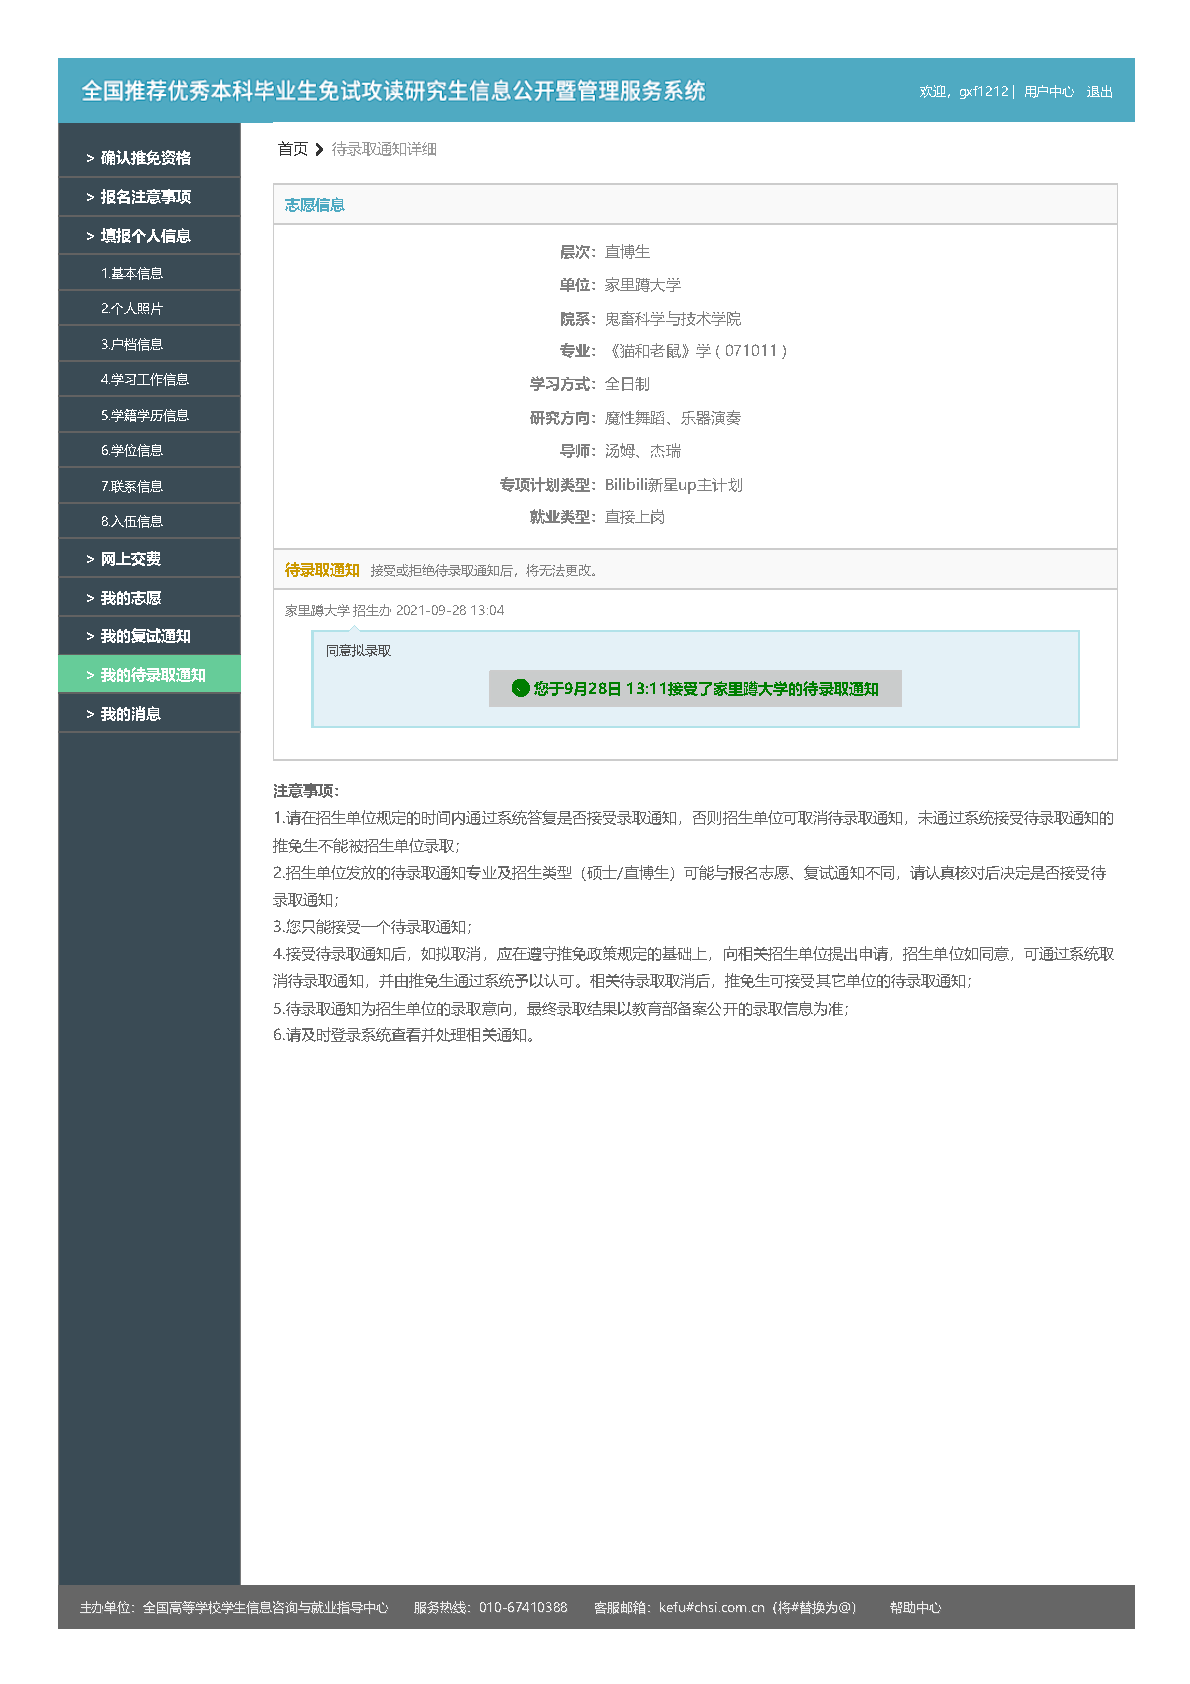 全国推荐优秀本科毕业生免试攻读研究生信息公开暨管理服务系统
欢迎，gxf1212 | 用户中心 退出
> 确认推免资格
> 报名注意事项
> 填报个人信息
1.基本信息
2.个人照片
3.户档信息
4.学习工作信息
5.学籍学历信息
6.学位信息
7.联系信息
8.入伍信息
> 网上交费
> 我的志愿
> 我的复试通知
> 我的待录取通知
> 我的消息
首页 > 待录取通知详细
志愿信息
层次：直博生
单位：家里蹲大学
院系：鬼畜科学与技术学院
专业：《猫和老鼠》学 ( 071011 )
学习方式：全日制
研究方向：魔性舞蹈、乐器演奏
导师：汤姆、杰瑞
专项计划类型：Bilibili新星up主计划
就业类型：直接上岗
待录取通知 接受或拒绝待录取通知后，将无法更改。
家里蹲大学 招生办 2021-09-28 13:04
同意拟录取
您于9月28日 13:11接受了家里蹲大学的待录取通知
注意事项：
1.请在招生单位规定的时间内通过系统答复是否接受录取通知，否则招生单位可取消待录取通知，未通过系统接受待录取通知的
推免生不能被招生单位录取；
2.招生单位发放的待录取通知专业及招生类型（硕士/直博生）可能与报名志愿、复试通知不同，请认真核对后决定是否接受待
录取通知；
3.您只能接受一个待录取通知；
4.接受待录取通知后，如拟取消，应在遵守推免政策规定的基础上，向相关招生单位提出申请，招生单位如同意，可通过系统取
消待录取通知，并由推免生通过系统予以认可。相关待录取取消后，推免生可接受其它单位的待录取通知；
5.待录取通知为招生单位的录取意向，最终录取结果以教育部备案公开的录取信息为准；
6.请及时登录系统查看并处理相关通知。
主办单位：全国高等学校学生信息咨询与就业指导中心 服务热线：010-67410388 客服邮箱：kefu#chsi.com.cn（将#替换为@） 帮助中心